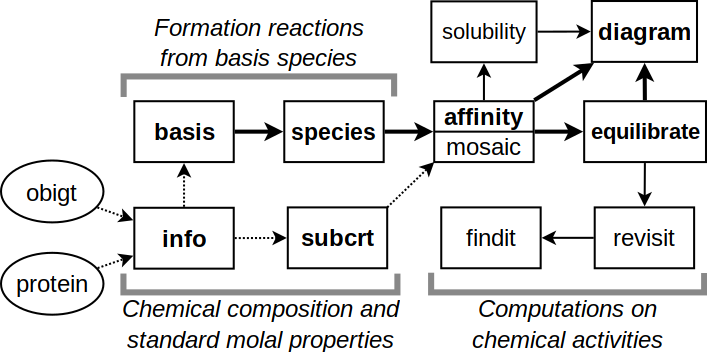 Formation reactions
from basis species
solubility
diagram
basis
species
affinity
mosaic
equilibrate
obigt
protein
info
subcrt
findit
revisit
Chemical composition and
standard molal properties
Computations on
chemical activities